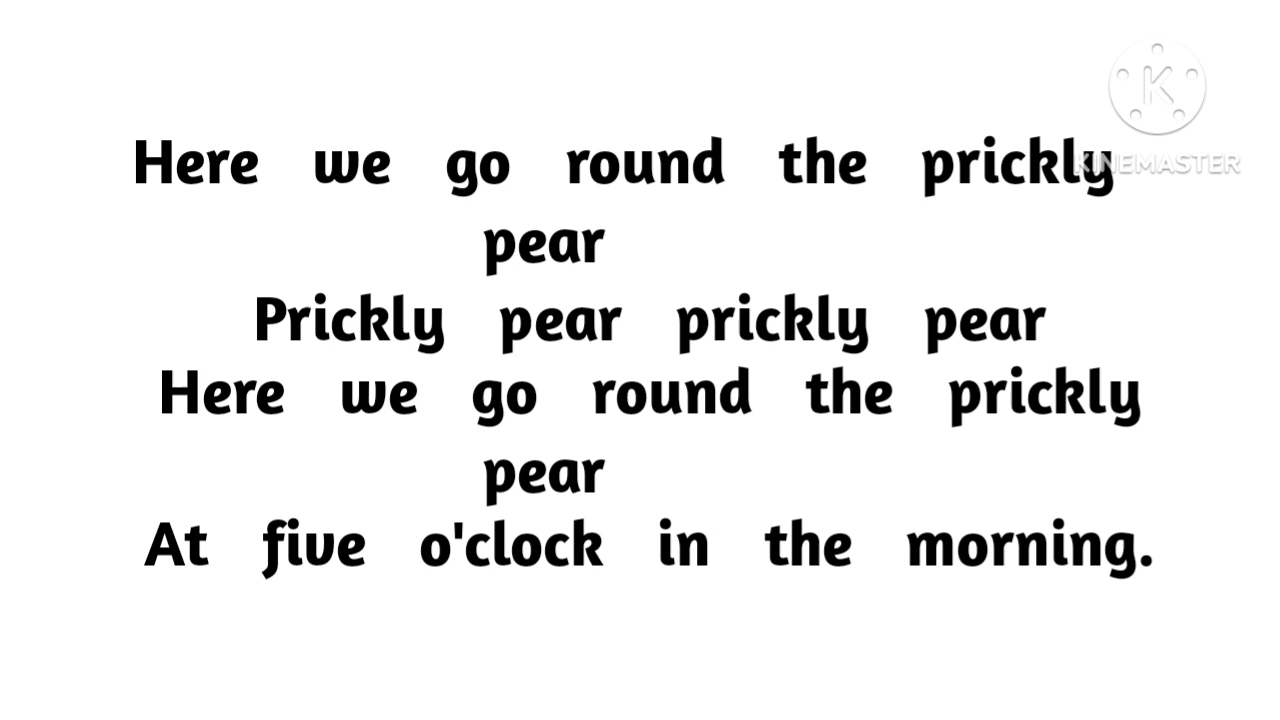 Here we go round the prickly
pear
Prickly pear prickly pear
Here we go round the prickly
pear
At five o'clock in the morning.
K
KINEMASTER